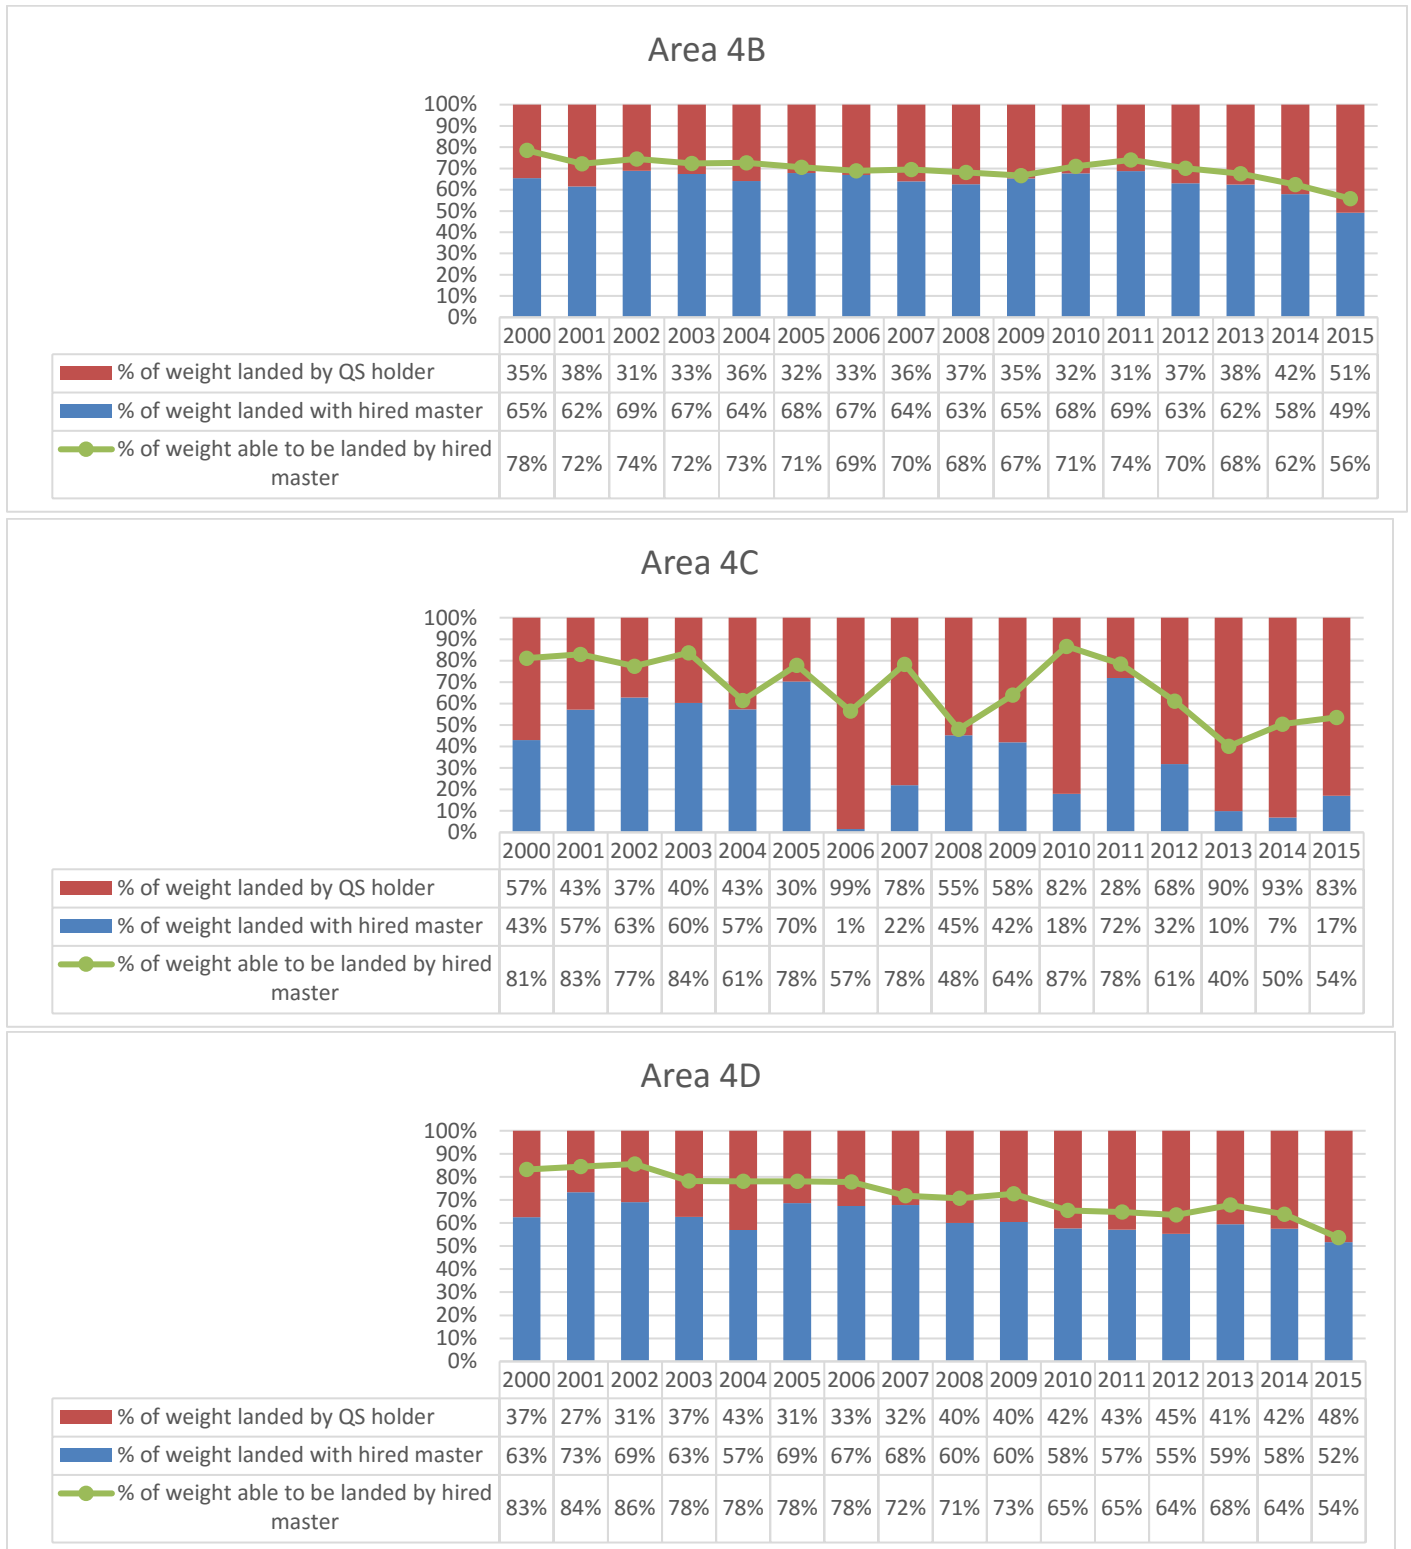 Area 4B
100%
90%
80%
70%
60%
50%
40%
30%
20%
10%
0%
2000 2001 2002 2003 2004 2005 2006 2007 2008 2009 2010 2011 2012 2013 2014 2015
% of weight landed by QS holder 35% 38% 31% 33% 36% 32% 33% 36% 37% 35% 32% 31% 37% 38% 42% 51%
% of weight landed with hired master 65% 62% 69% 67% 64% 68% 67% 64% 63% 65% 68% 69% 63% 62% 58% 49%
% of weight able to be landed by hired
master 78% 72% 74% 72% 73% 71% 69% 70% 68% 67% 71% 74% 70% 68% 62% 56%
Area 4C
100%
90%
80%
70%
60%
50%
40%
30%
20%
10%
0%
2000 2001 2002 2003 2004 2005 2006 2007 2008 2009 2010 2011 2012 2013 2014 2015
% of weight landed by QS holder 57% 43% 37% 40% 43% 30% 99% 78% 55% 58% 82% 28% 68% 90% 93% 83%
% of weight landed with hired master 43% 57% 63% 60% 57% 70% 1% 22% 45% 42% 18% 72% 32% 10% 7% 17%
% of weight able to be landed by hired
master 81% 83% 77% 84% 61% 78% 57% 78% 48% 64% 87% 78% 61% 40% 50% 54%
Area 4D
100%
90%
80%
70%
60%
50%
40%
30%
20%
10%
0%
2000 2001 2002 2003 2004 2005 2006 2007 2008 2009 2010 2011 2012 2013 2014 2015
% of weight landed by QS holder 37% 27% 31% 37% 43% 31% 33% 32% 40% 40% 42% 43% 45% 41% 42% 48%
% of weight landed with hired master 63% 73% 69% 63% 57% 69% 67% 68% 60% 60% 58% 57% 55% 59% 58% 52%
% of weight able to be landed by hired
master 83% 84% 86% 78% 78% 78% 78% 72% 71% 73% 65% 65% 64% 68% 64% 54%